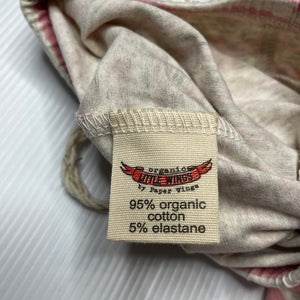 organic
LITTLE WINGS
by Paper Wings
95% organic
cotton
5% elastane